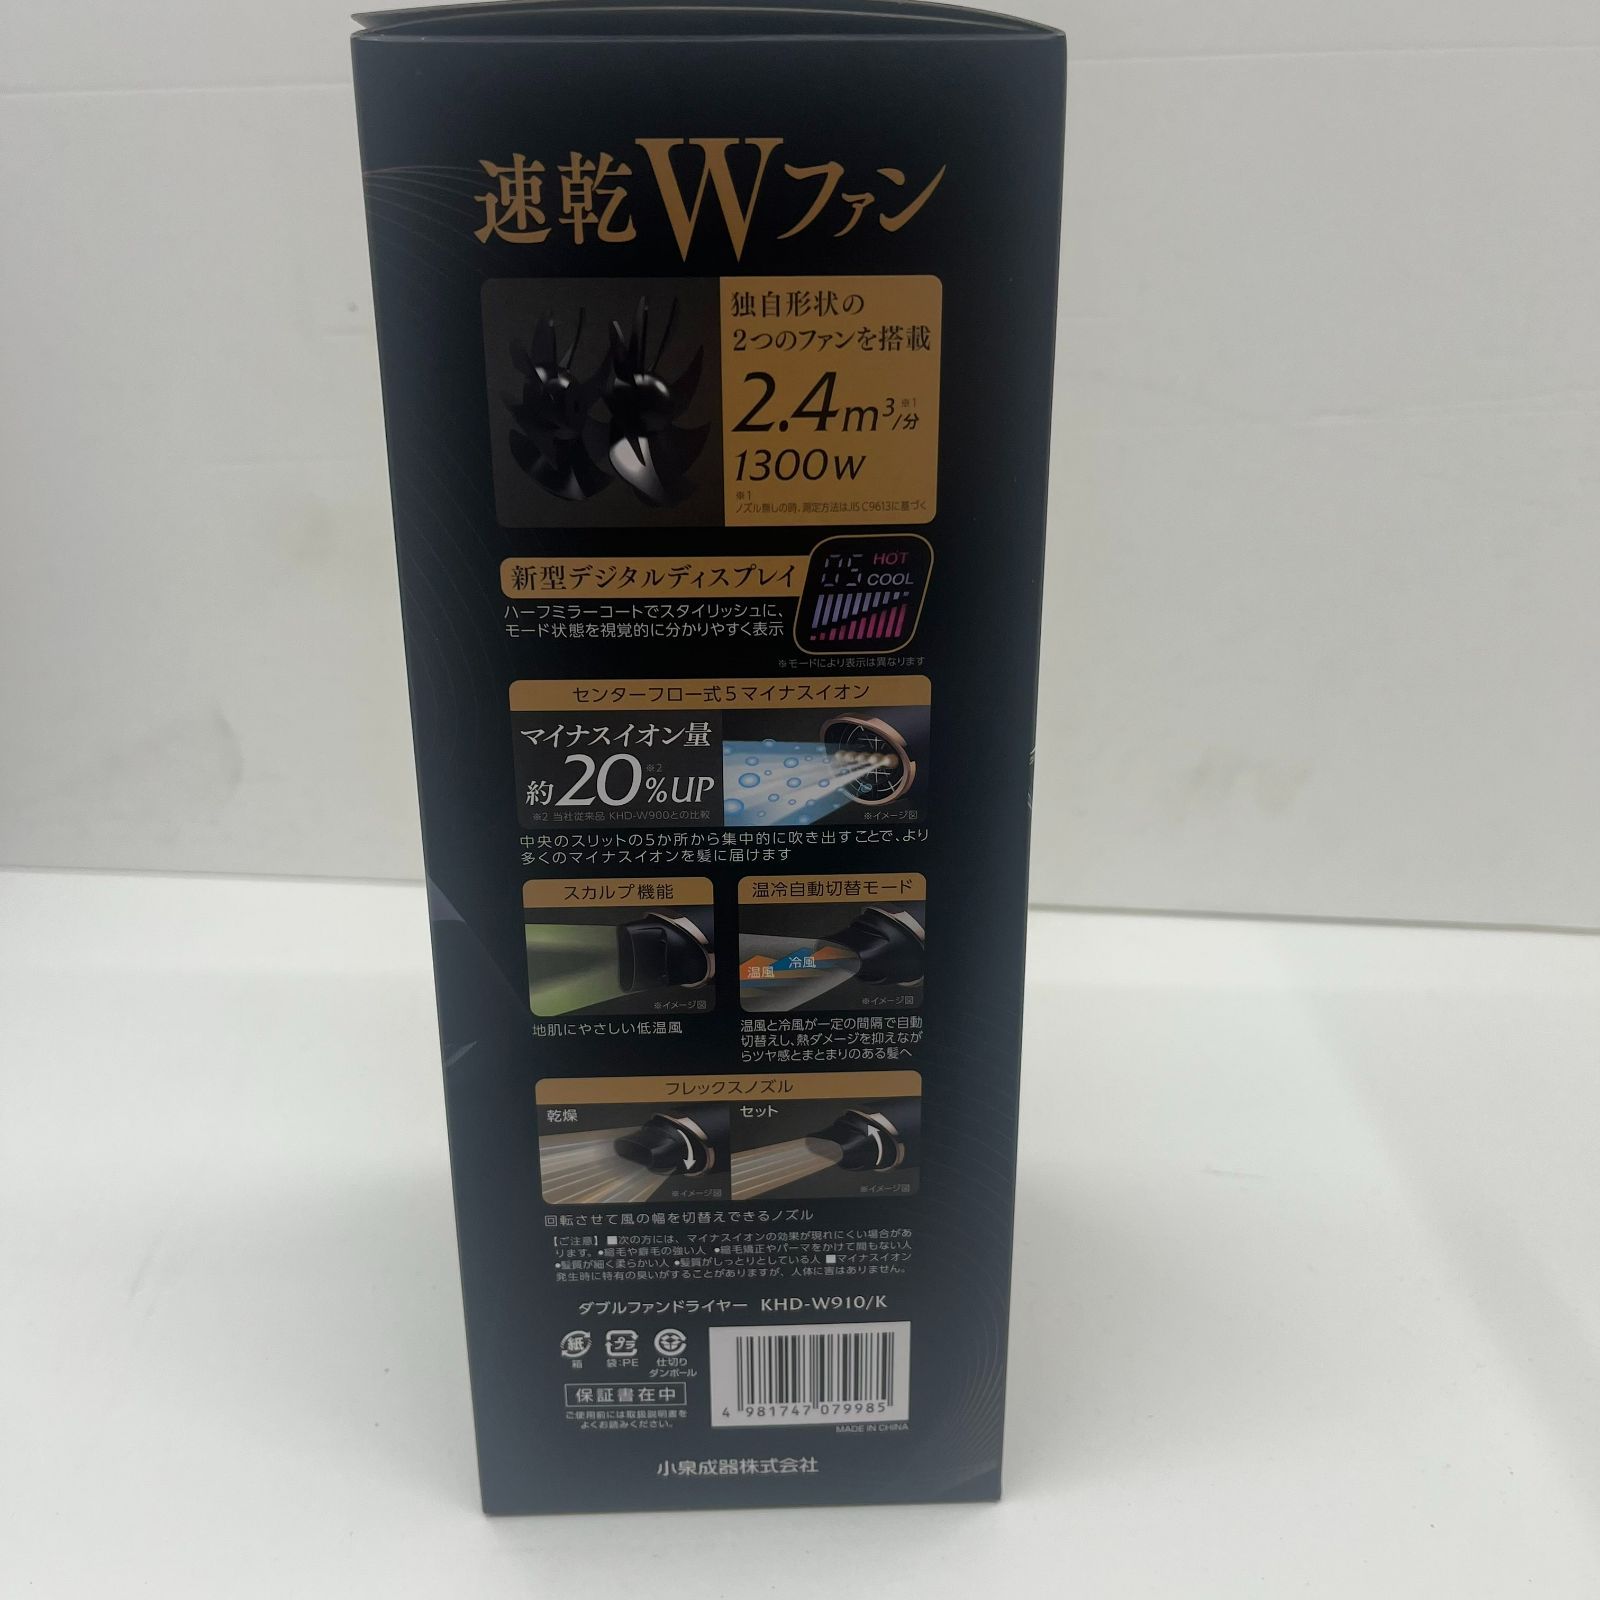 速乾Wファン
独自形状の
2つのファンを搭載
2.4m³/分※1
1300W
※1
ノズル無しの時、測定方法はJIS C9613に基づく
新型デジタルディスプレイ
HOT
05 COOL
ハーフミラーコートでスタイリッシュに、
モード状態を視覚的に分かりやすく表示
※モードにより表示は異なります
センターフロー式5マイナスイオン
マイナスイオン量
約20%UP※2
※2 当社従来品 KHD-W900との比較
※イメージ図
中央のスリットの5か所から集中的に吹き出すことで、より
多くのマイナスイオンを髪に届けます
スカルプ機能
※イメージ図
地肌にやさしい低温風
温冷自動切替モード
温風 冷風
※イメージ図
温風と冷風が一定の間隔で自動
切替えし、熱ダメージを抑えなが
らツヤ感とまとまりのある髪へ
フレックスノズル
乾燥
※イメージ図
セット
※イメージ図
回転させて風の幅を切替えできるノズル
【ご注意】■次の方には、マイナスイオンの効果が現れにくい場合があ
ります。●縮毛や癖毛の強い人 ●縮毛矯正やパーマをかけて間もない人
●髪質が細く柔らかい人 ●髪質がしっとりとしている人 ■マイナスイオン
発生時に特有の臭いがすることがありますが、人体に害はありません。
ダブルファンドライヤー KHD-W910/K
紙
箱
プラ
袋:PE
仕切り
ダンボール
保証書在中
ご使用前には取扱説明書を
よくお読みください。
4 981747 079985
MADE IN CHINA
小泉成器株式会社